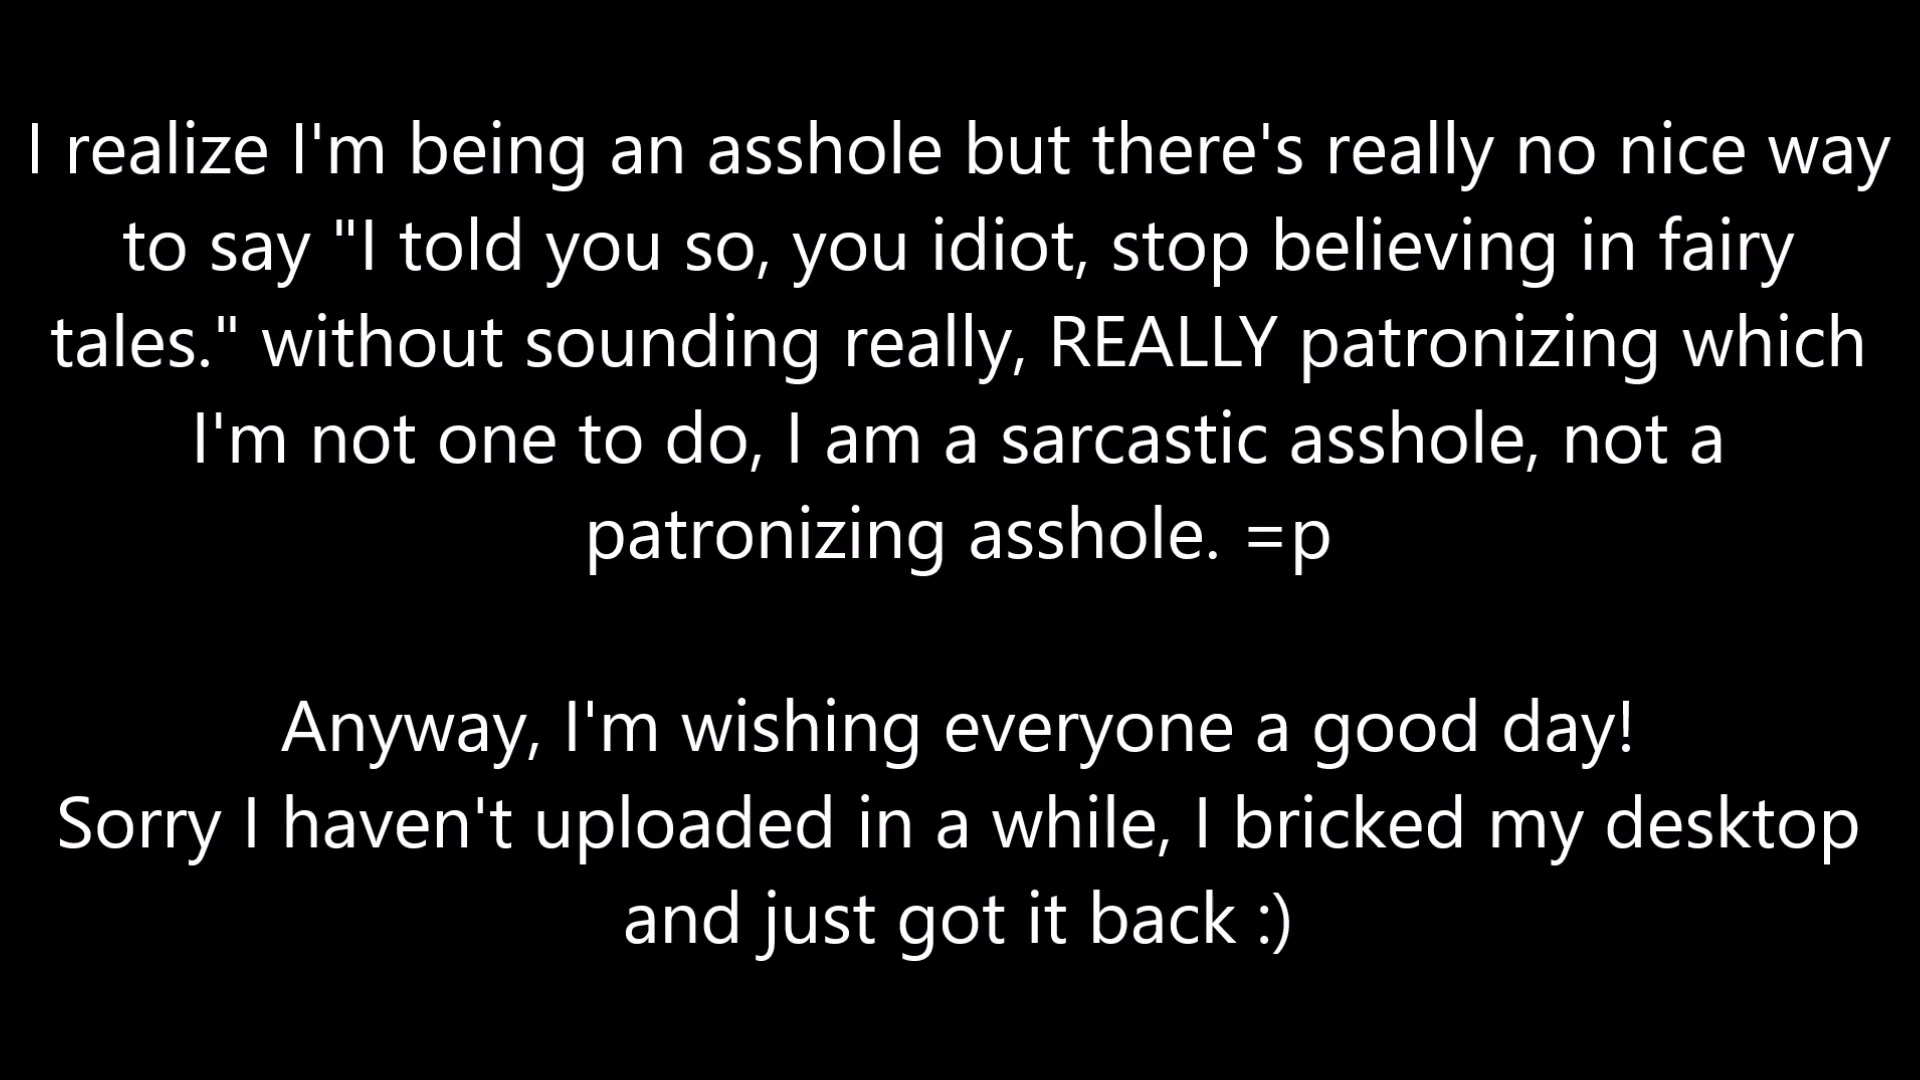 I realize I'm being an asshole but there's really no nice way
to say "I told you so, you idiot, stop believing in fairy
tales." without sounding really, REALLY patronizing which
I'm not one to do, I am a sarcastic asshole, not a
patronizing asshole. =p
Anyway, I'm wishing everyone a good day!
Sorry I haven't uploaded in a while, I bricked my desktop
and just got it back :)